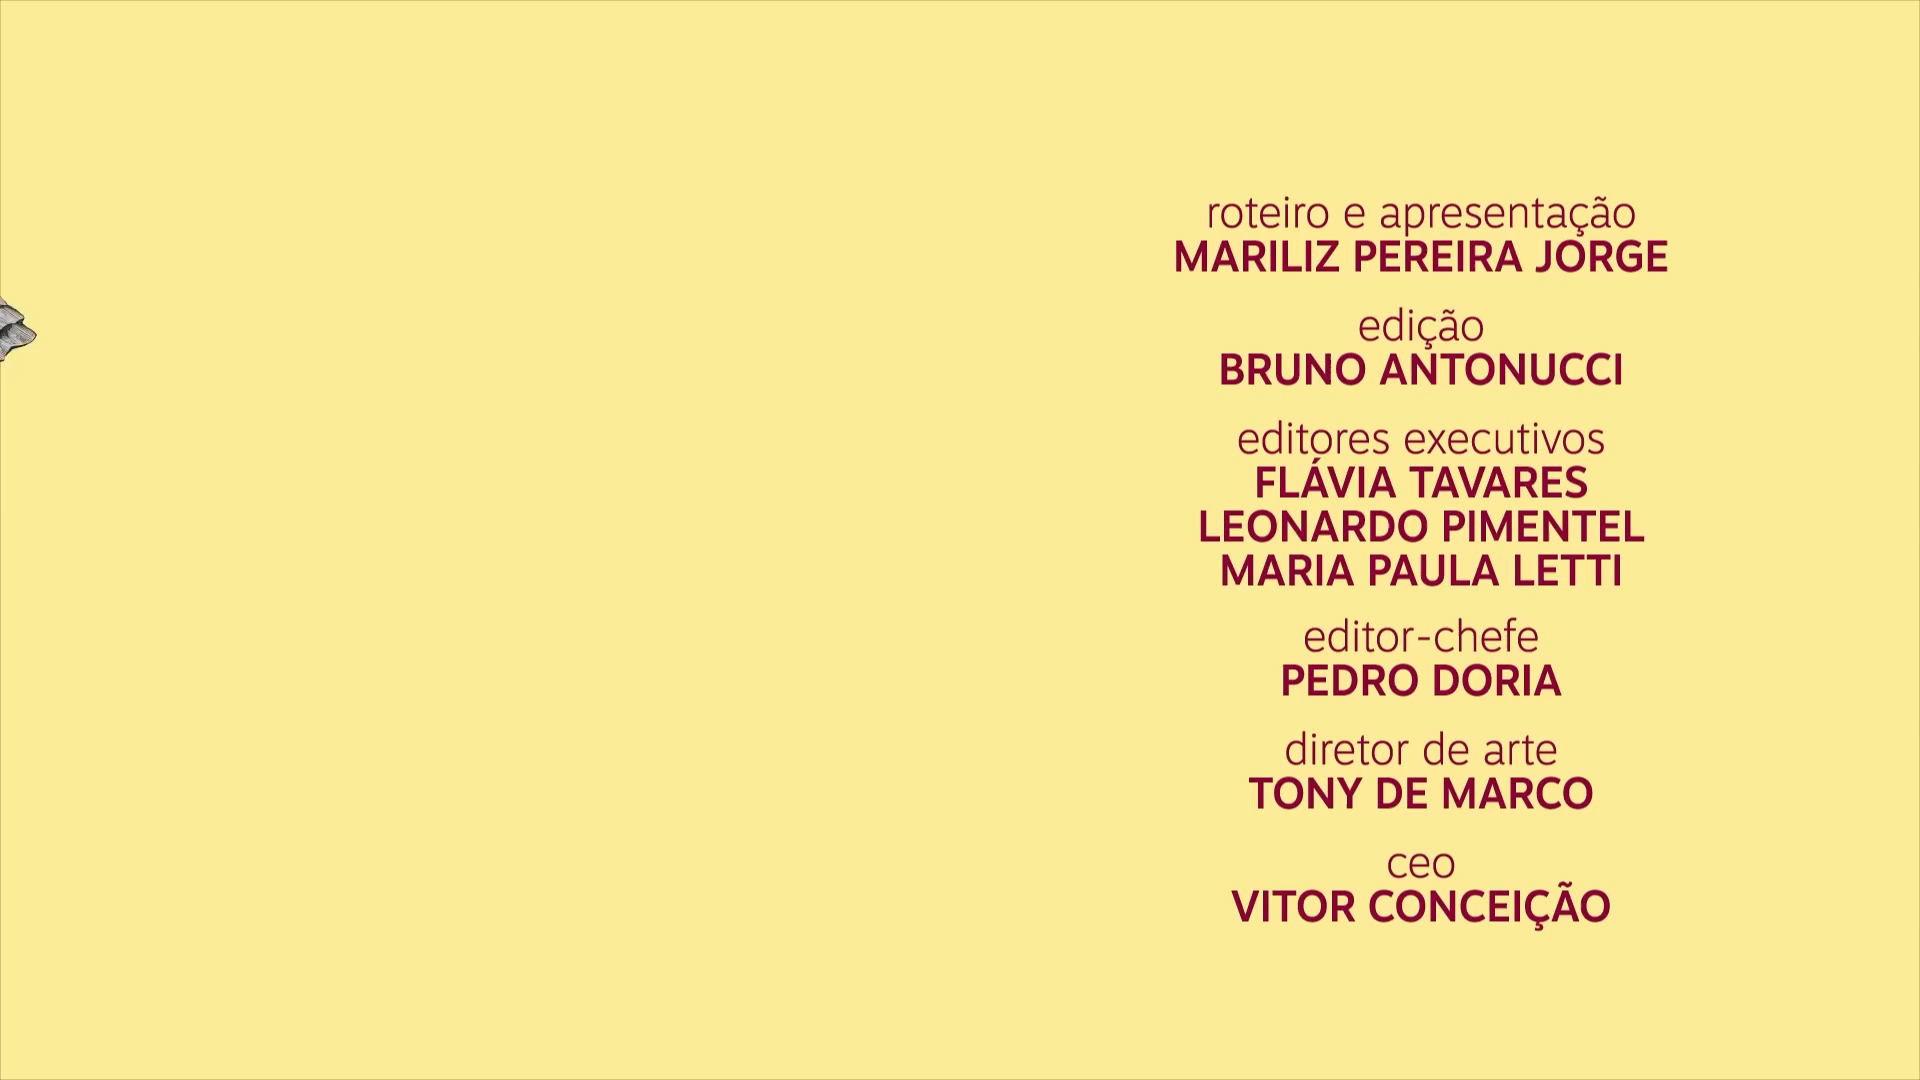 roteiro e apresentação
MARILIZ PEREIRA JORGE
edição
BRUNO ANTONUCCI
editores executivos
FLÁVIA TAVARES
LEONARDO PIMENTEL
MARIA PAULA LETTI
editor-chefe
PEDRO DORIA
diretor de arte
TONY DE MARCO
ceo
VITOR CONCEIÇÃO